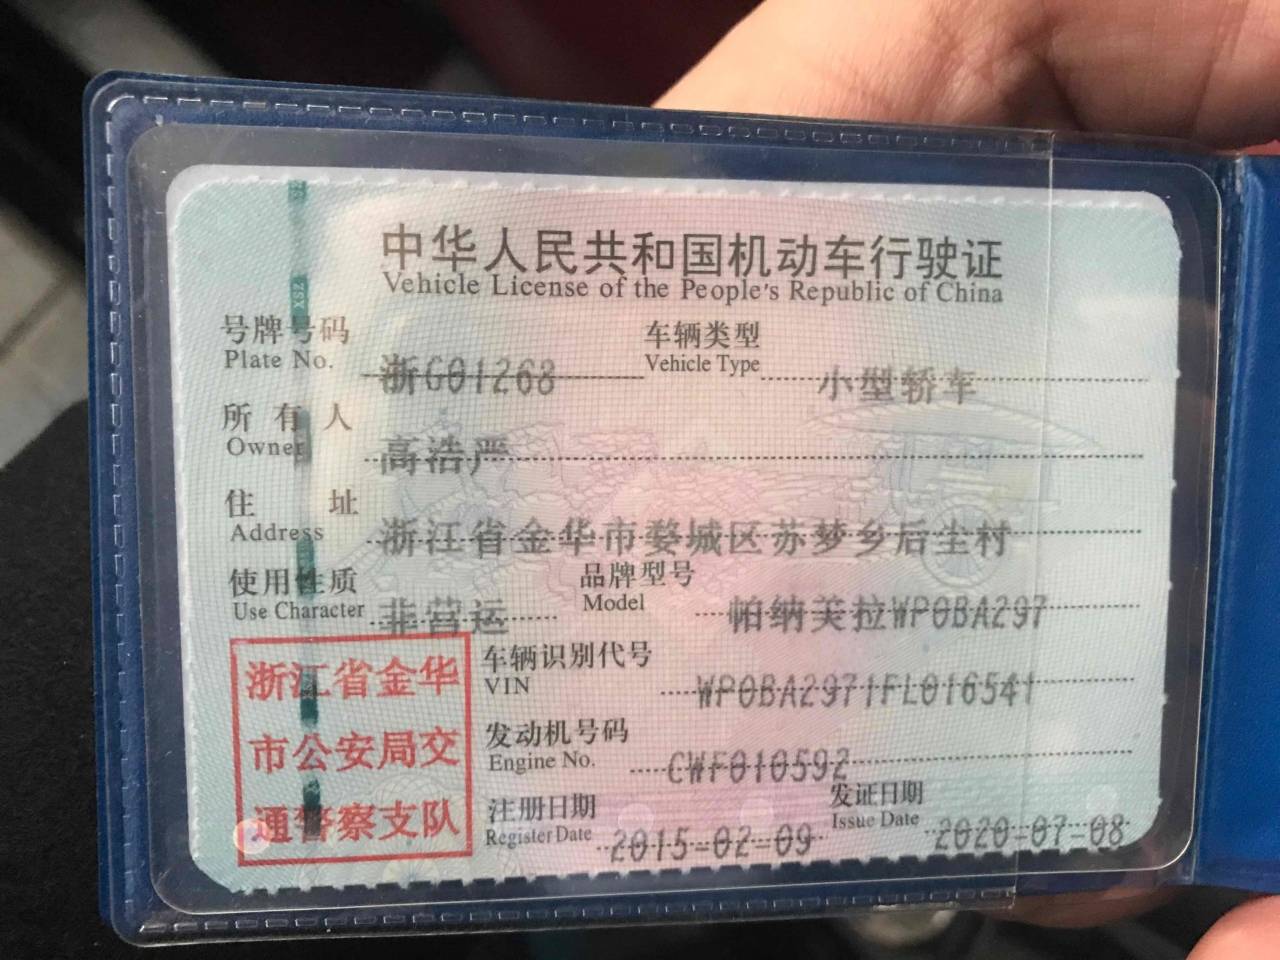 中华人民共和国机动车行驶证
Vehicle License of the People's Republic of China
号牌号码 浙G01268 车辆类型 小型轿车
Plate No. Vehicle Type
所有人 高浩严
Owner
住址 浙江省金华市婺城区苏梦乡后尘村
Address
使用性质 非营运 品牌型号 帕纳美拉WP0BA297
Use Character Model
浙江省金华
市公安局交
通警察支队
车辆识别代号 WP0BA2971FL016541
VIN
发动机号码 CWF010592
Engine No.
注册日期 2015-02-09 发证日期 2020-07-08
Register Date Issue Date
XSZ